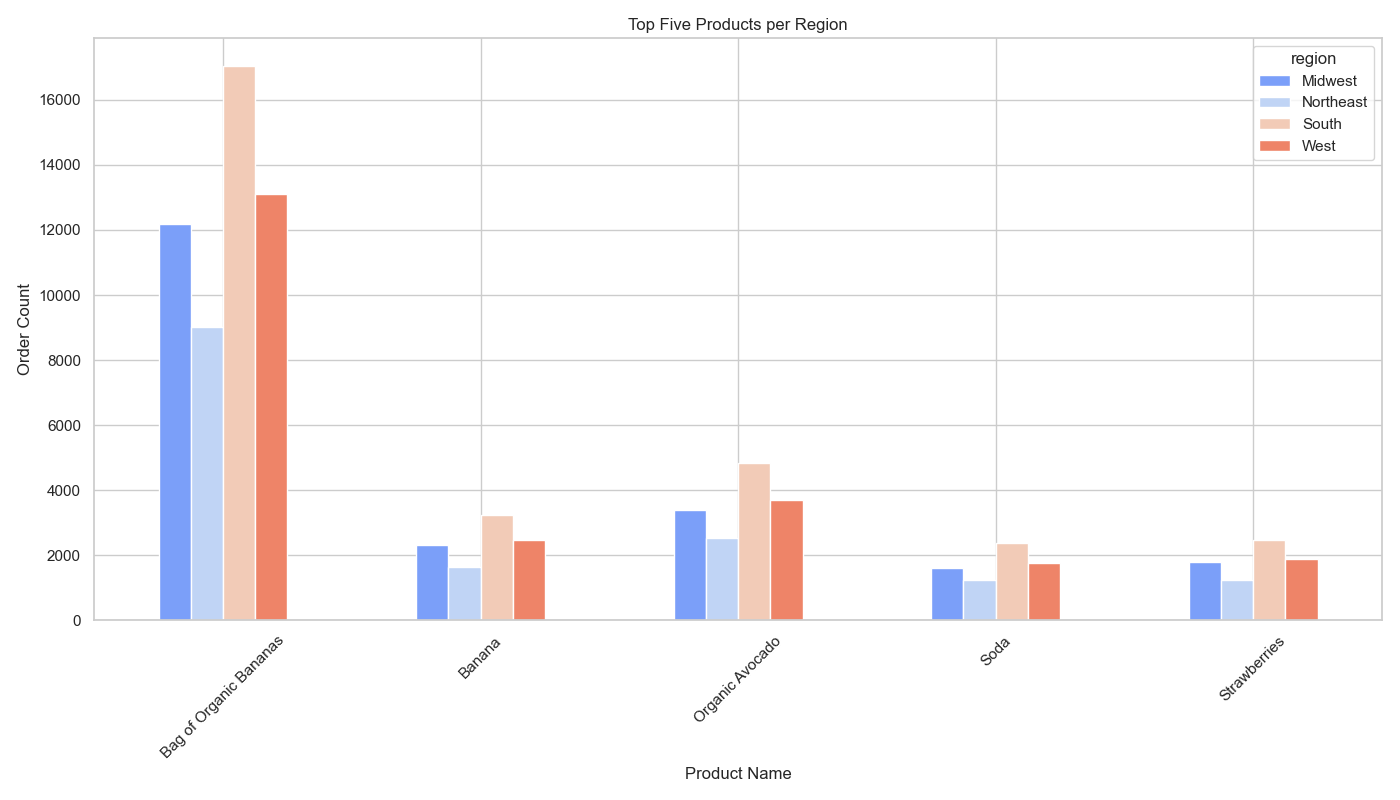 Top Five Products per Region
region
Midwest
Northeast
South
West
Order Count
16000
14000
12000
10000
8000
6000
4000
2000
0
Bag of Organic Bananas
Banana
Organic Avocado
Soda
Strawberries
Product Name